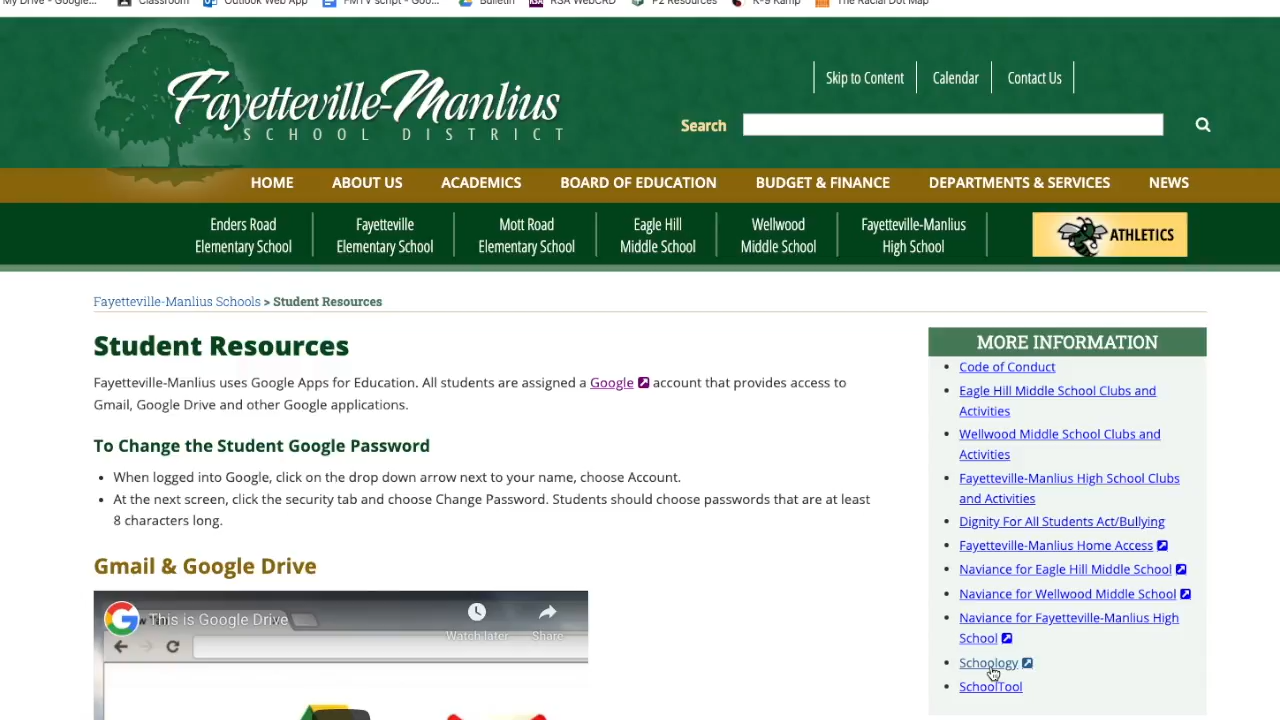 My Drive - Google... Classroom Outlook Web App FMTV script - Goo... Bulletin RSA WebCRD P2 Resources K-9 Kamp The Racial Dot Map
Fayetteville-Manlius
SCHOOL DISTRICT
Skip to Content Calendar Contact Us
Search
HOME ABOUT US ACADEMICS BOARD OF EDUCATION BUDGET & FINANCE DEPARTMENTS & SERVICES NEWS
Enders Road
Elementary School
Fayetteville
Elementary School
Mott Road
Elementary School
Eagle Hill
Middle School
Wellwood
Middle School
Fayetteville-Manlius
High School
ATHLETICS
Fayetteville-Manlius Schools > Student Resources
Student Resources
Fayetteville-Manlius uses Google Apps for Education. All students are assigned a Google account that provides access to
Gmail, Google Drive and other Google applications.
To Change the Student Google Password
• When logged into Google, click on the drop down arrow next to your name, choose Account.
• At the next screen, click the security tab and choose Change Password. Students should choose passwords that are at least
8 characters long.
Gmail & Google Drive
This is Google Drive
Watch later Share
MORE INFORMATION
• Code of Conduct
• Eagle Hill Middle School Clubs and
Activities
• Wellwood Middle School Clubs and
Activities
• Fayetteville-Manlius High School Clubs
and Activities
• Dignity For All Students Act/Bullying
• Fayetteville-Manlius Home Access
• Naviance for Eagle Hill Middle School
• Naviance for Wellwood Middle School
• Naviance for Fayetteville-Manlius High
School
• Schoology
• SchoolTool